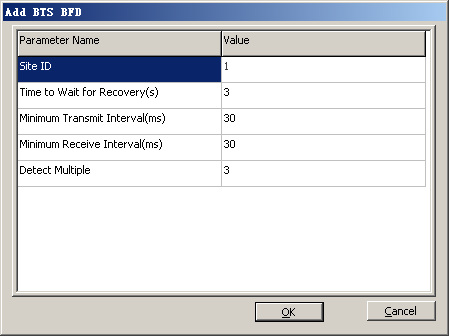 Add BTS BFD
Parameter Name Value
Site ID 1
Time to Wait for Recovery(s) 3
Minimum Transmit Interval(ms) 30
Minimum Receive Interval(ms) 30
Detect Multiple 3
OK Cancel